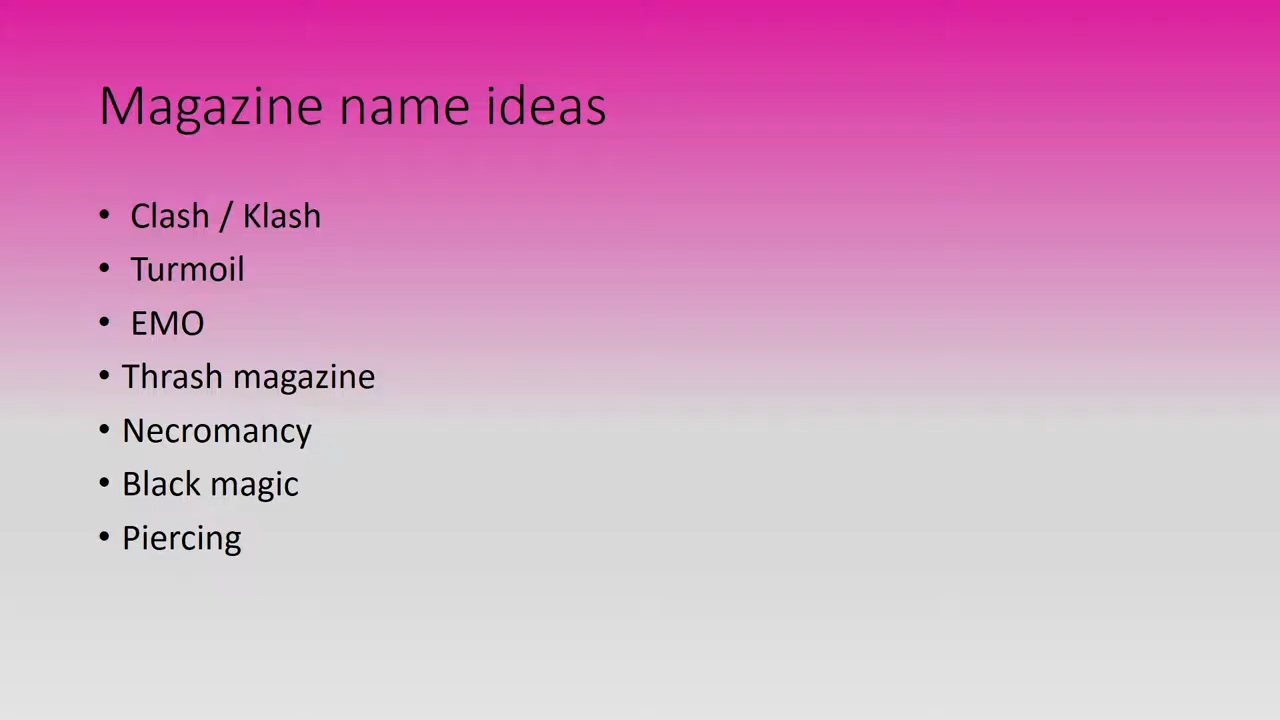 Magazine name ideas
• Clash / Klash
• Turmoil
• EMO
• Thrash magazine
• Necromancy
• Black magic
• Piercing